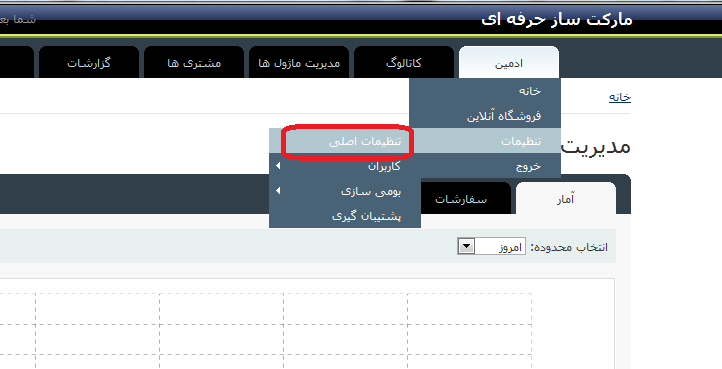 مارکت ساز حرفه ای
شما
ادمین
کاتالوگ
مدیریت ماژول ها
مشتری ها
گزارشات
خانه
خانه
فروشگاه آنلاین
تنظیمات
خروج
تنظیمات اصلی
کاربران
بومی سازی
پشتیبان گیری
مدیریت
آمار
سفارشات
انتخاب محدوده: امروز